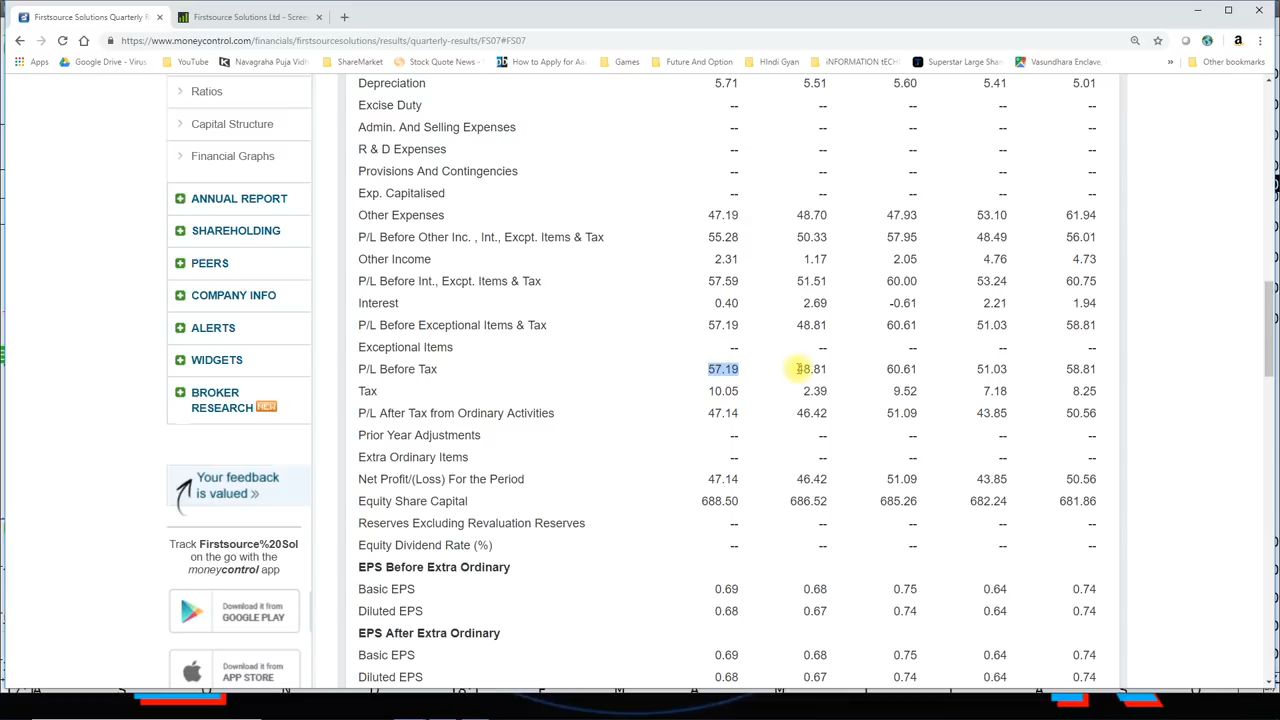 Firstsource Solutions Quarterly R
Firstsource Solutions Ltd - Scree
https://www.moneycontrol.com/financials/firstsourcesolutions/results/quarterly-results/FS07#FS07
Apps Google Drive - Virus YouTube Navagraha Puja Vidh ShareMarket Stock Quote News - How to Apply for Aa Games Future And Option HIndi Gyan iNFORMATION tECH Superstar Large Shar Vasundhara Enclave, » Other bookmarks
Ratios
Capital Structure
Financial Graphs
ANNUAL REPORT
SHAREHOLDING
PEERS
COMPANY INFO
ALERTS
WIDGETS
BROKER
RESEARCH NEW
Your feedback
is valued »
Track Firstsource%20Sol
on the go with the
moneycontrol app
Download it from
GOOGLE PLAY
Download it from
APP STORE
Depreciation 5.71 5.51 5.60 5.41 5.01
Excise Duty -- -- -- -- --
Admin. And Selling Expenses -- -- -- -- --
R & D Expenses -- -- -- -- --
Provisions And Contingencies -- -- -- -- --
Exp. Capitalised -- -- -- -- --
Other Expenses 47.19 48.70 47.93 53.10 61.94
P/L Before Other Inc. , Int., Excpt. Items & Tax 55.28 50.33 57.95 48.49 56.01
Other Income 2.31 1.17 2.05 4.76 4.73
P/L Before Int., Excpt. Items & Tax 57.59 51.51 60.00 53.24 60.75
Interest 0.40 2.69 -0.61 2.21 1.94
P/L Before Exceptional Items & Tax 57.19 48.81 60.61 51.03 58.81
Exceptional Items -- -- -- -- --
P/L Before Tax 57.19 48.81 60.61 51.03 58.81
Tax 10.05 2.39 9.52 7.18 8.25
P/L After Tax from Ordinary Activities 47.14 46.42 51.09 43.85 50.56
Prior Year Adjustments -- -- -- -- --
Extra Ordinary Items -- -- -- -- --
Net Profit/(Loss) For the Period 47.14 46.42 51.09 43.85 50.56
Equity Share Capital 688.50 686.52 685.26 682.24 681.86
Reserves Excluding Revaluation Reserves -- -- -- -- --
Equity Dividend Rate (%) -- -- -- -- --
EPS Before Extra Ordinary
Basic EPS 0.69 0.68 0.75 0.64 0.74
Diluted EPS 0.68 0.67 0.74 0.64 0.74
EPS After Extra Ordinary
Basic EPS 0.69 0.68 0.75 0.64 0.74
Diluted EPS 0.68 0.67 0.74 0.64 0.74